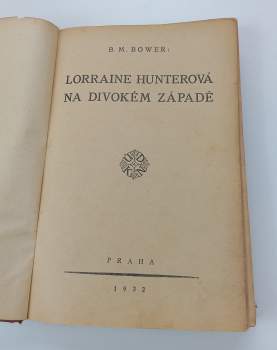 B. M. BOWER:
LORRAINE HUNTEROVÁ
NA DIVOKÉM ZÁPADĚ
PRAHA
1932